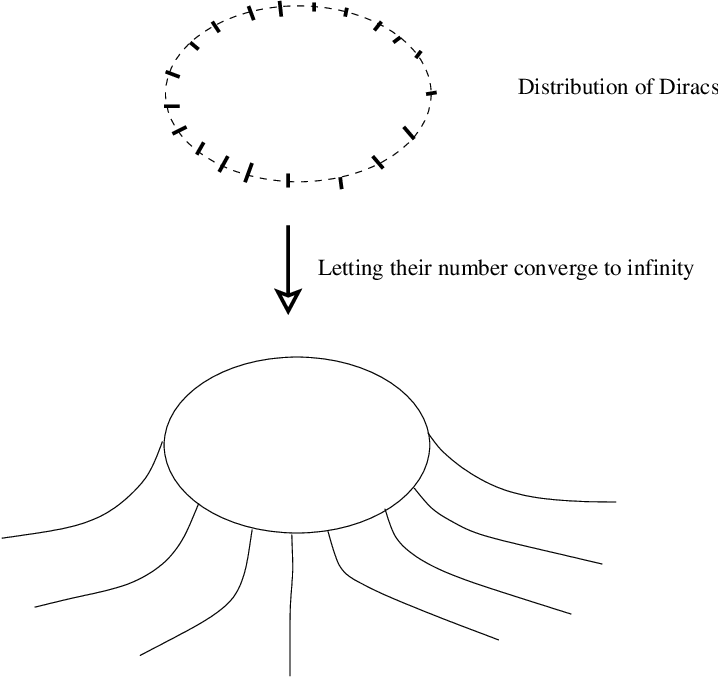 Distribution of Diracs
Letting their number converge to infinity